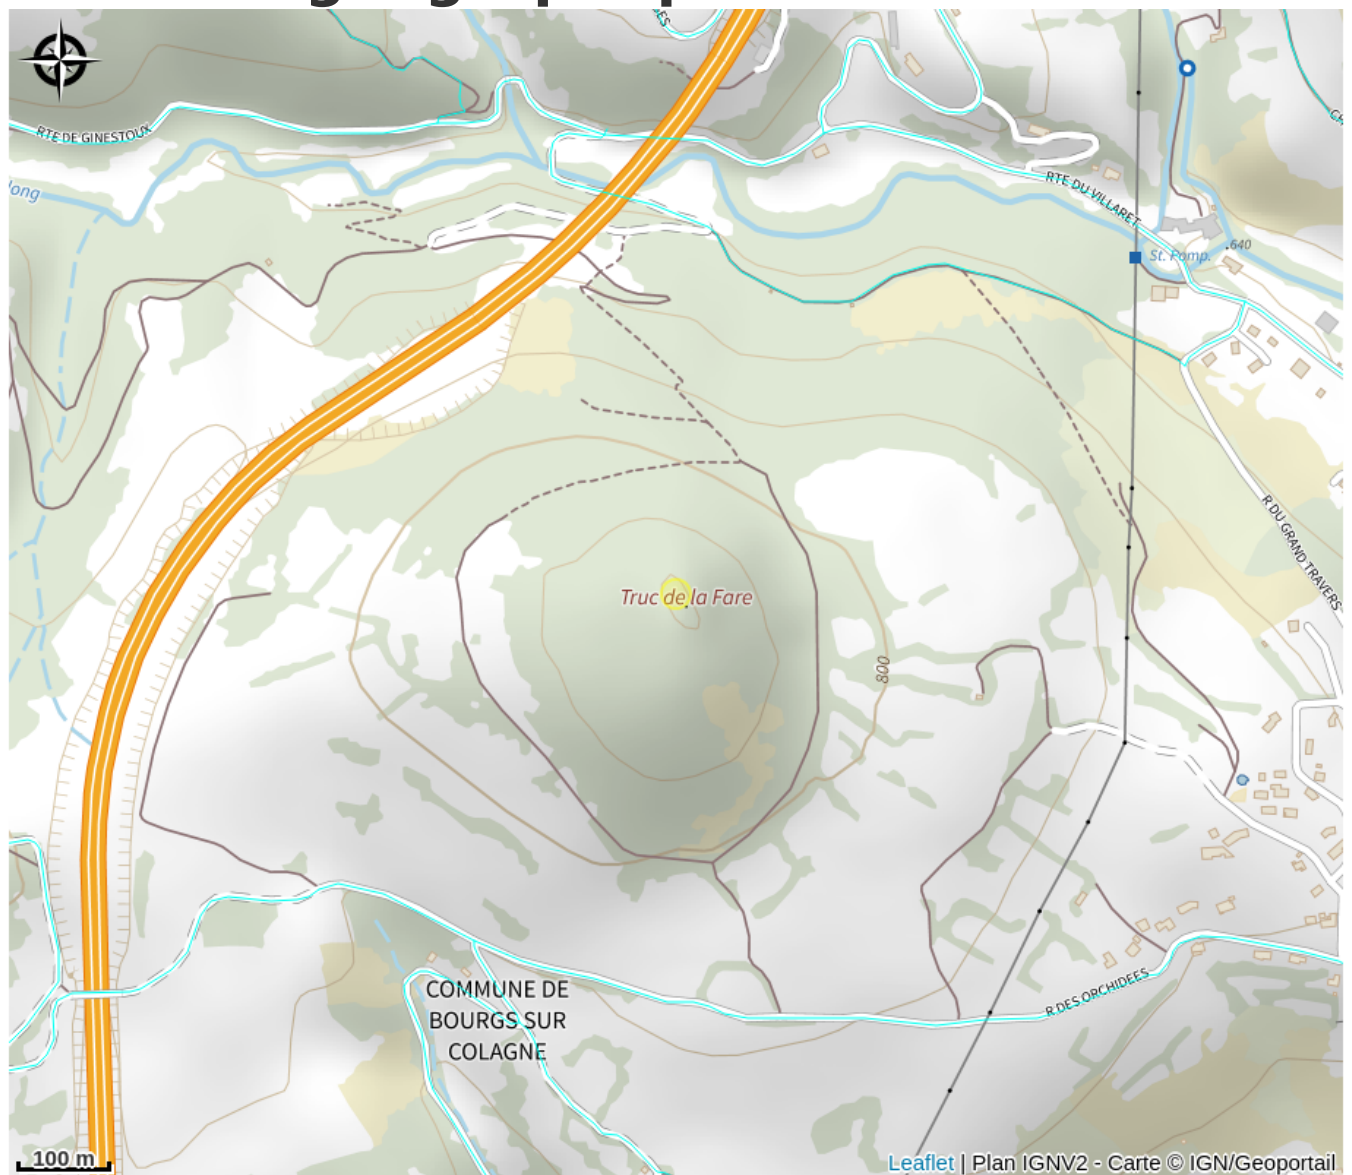 RTE DE GINESTOUX
RTE DU VILLARET
640
St. Pomp.
R DU GRAND TRAVERS
Truc de la Fare
800
COMMUNE DE
BOURGS SUR
COLAGNE
R DES ORCHIDEES
100 m
Leaflet | Plan IGNV2 - Carte © IGN/Geoportail